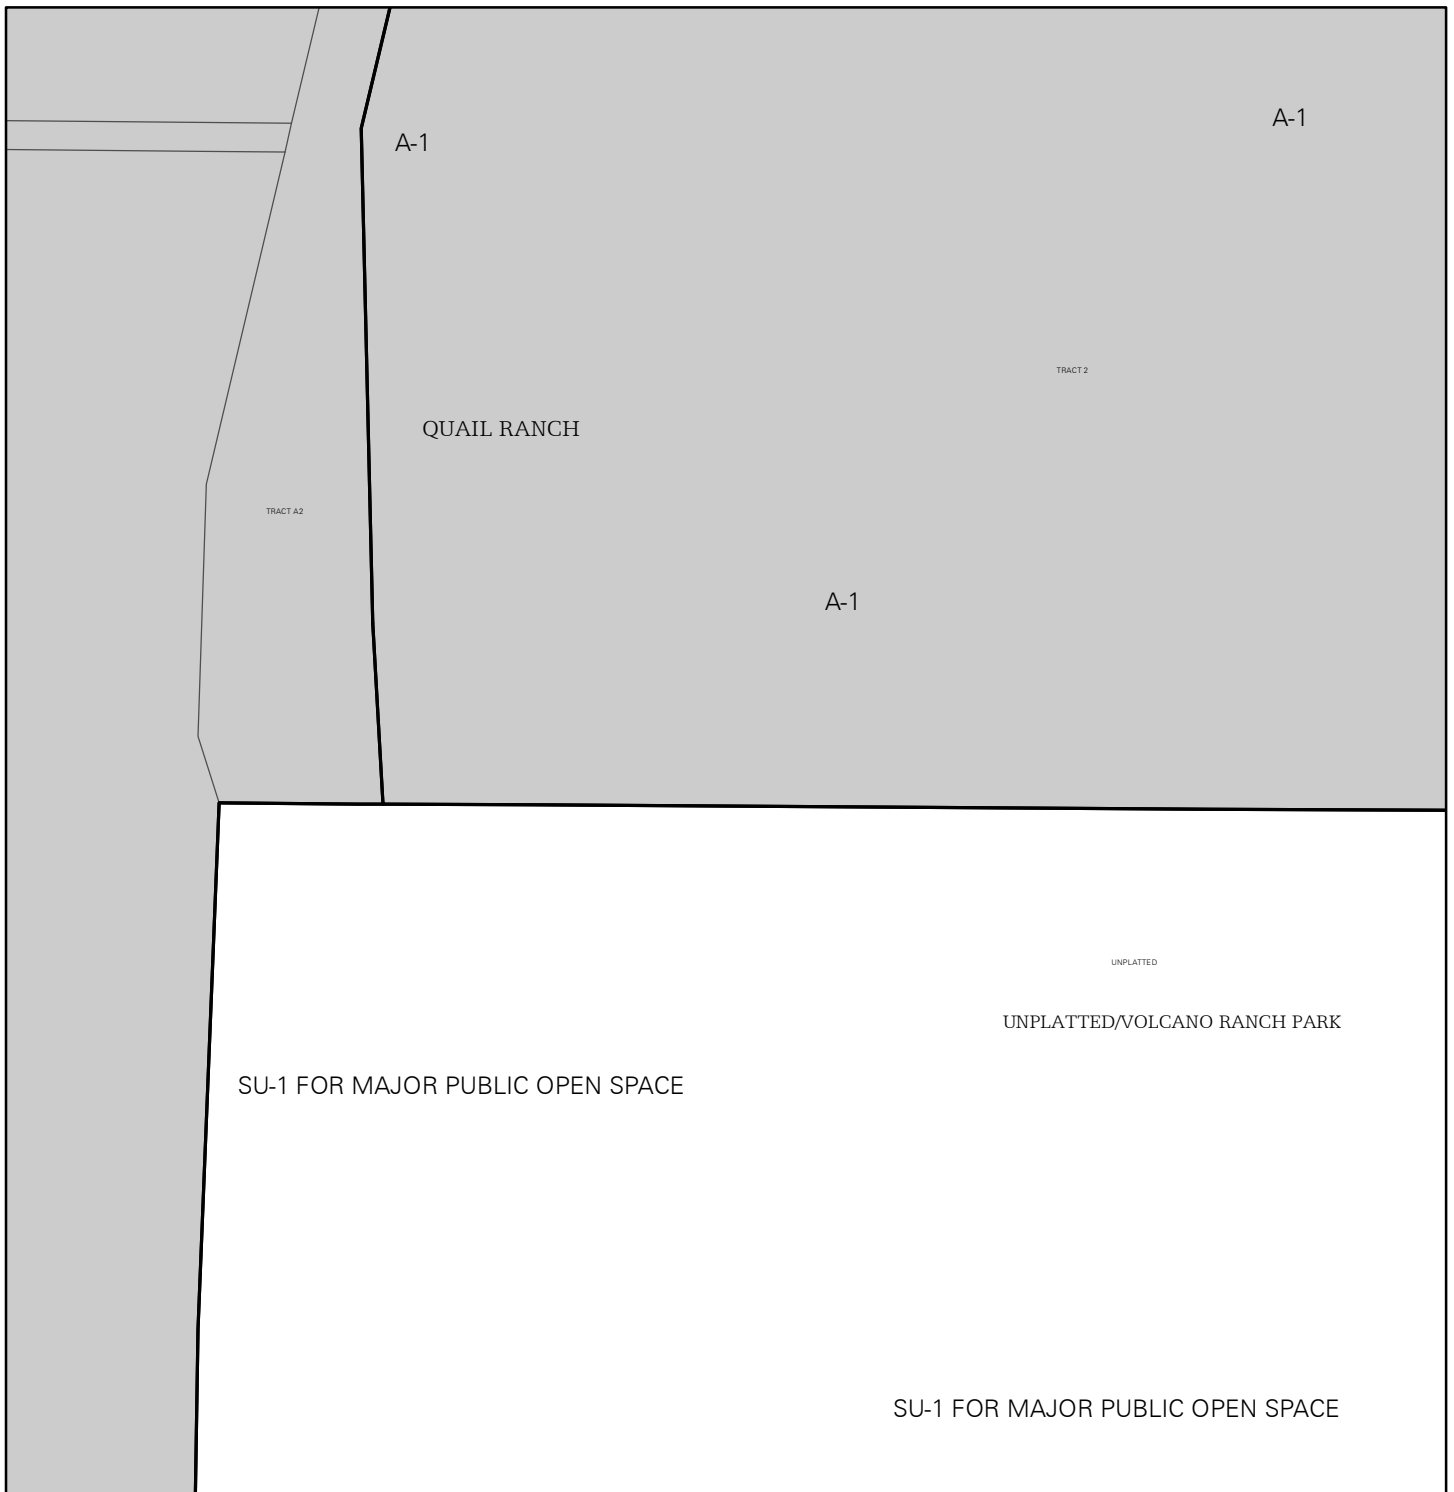 A-1
A-1
TRACT 2
QUAIL RANCH
TRACT A2
A-1
UNPLATTED
UNPLATTED/VOLCANO RANCH PARK
SU-1 FOR MAJOR PUBLIC OPEN SPACE
SU-1 FOR MAJOR PUBLIC OPEN SPACE